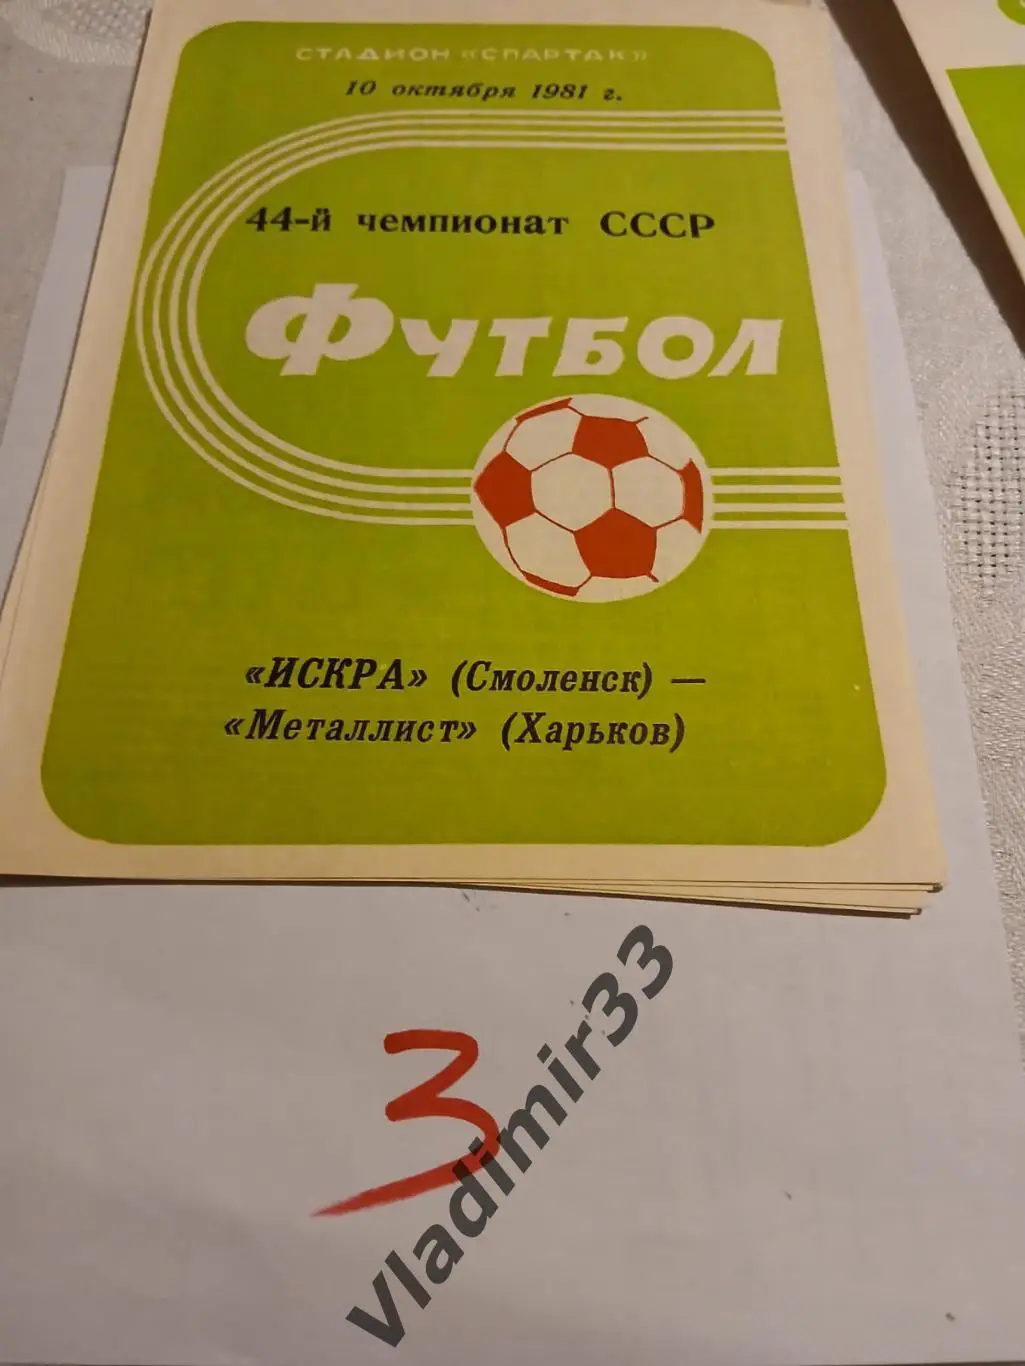 СТАДИОН «СПАРТАК»
10 октября 1981 г.
44-й чемпионат СССР
ФУТБОЛ
«ИСКРА» (Смоленск) —
«Металлист» (Харьков)
3
Vladimir33